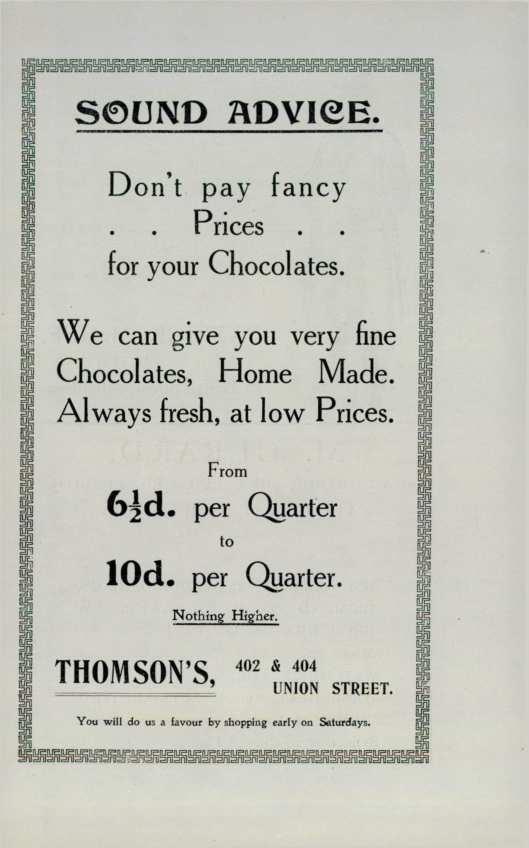 SOUND ADVICE.
Don't pay fancy
. . Prices . .
for your Chocolates.
We can give you very fine
Chocolates, Home Made.
Always fresh, at low Prices.
From
6½d. per Quarter
to
10d. per Quarter.
Nothing Higher.
THOMSON'S, 402 & 404
UNION STREET.
You will do us a favour by shopping early on Saturdays.